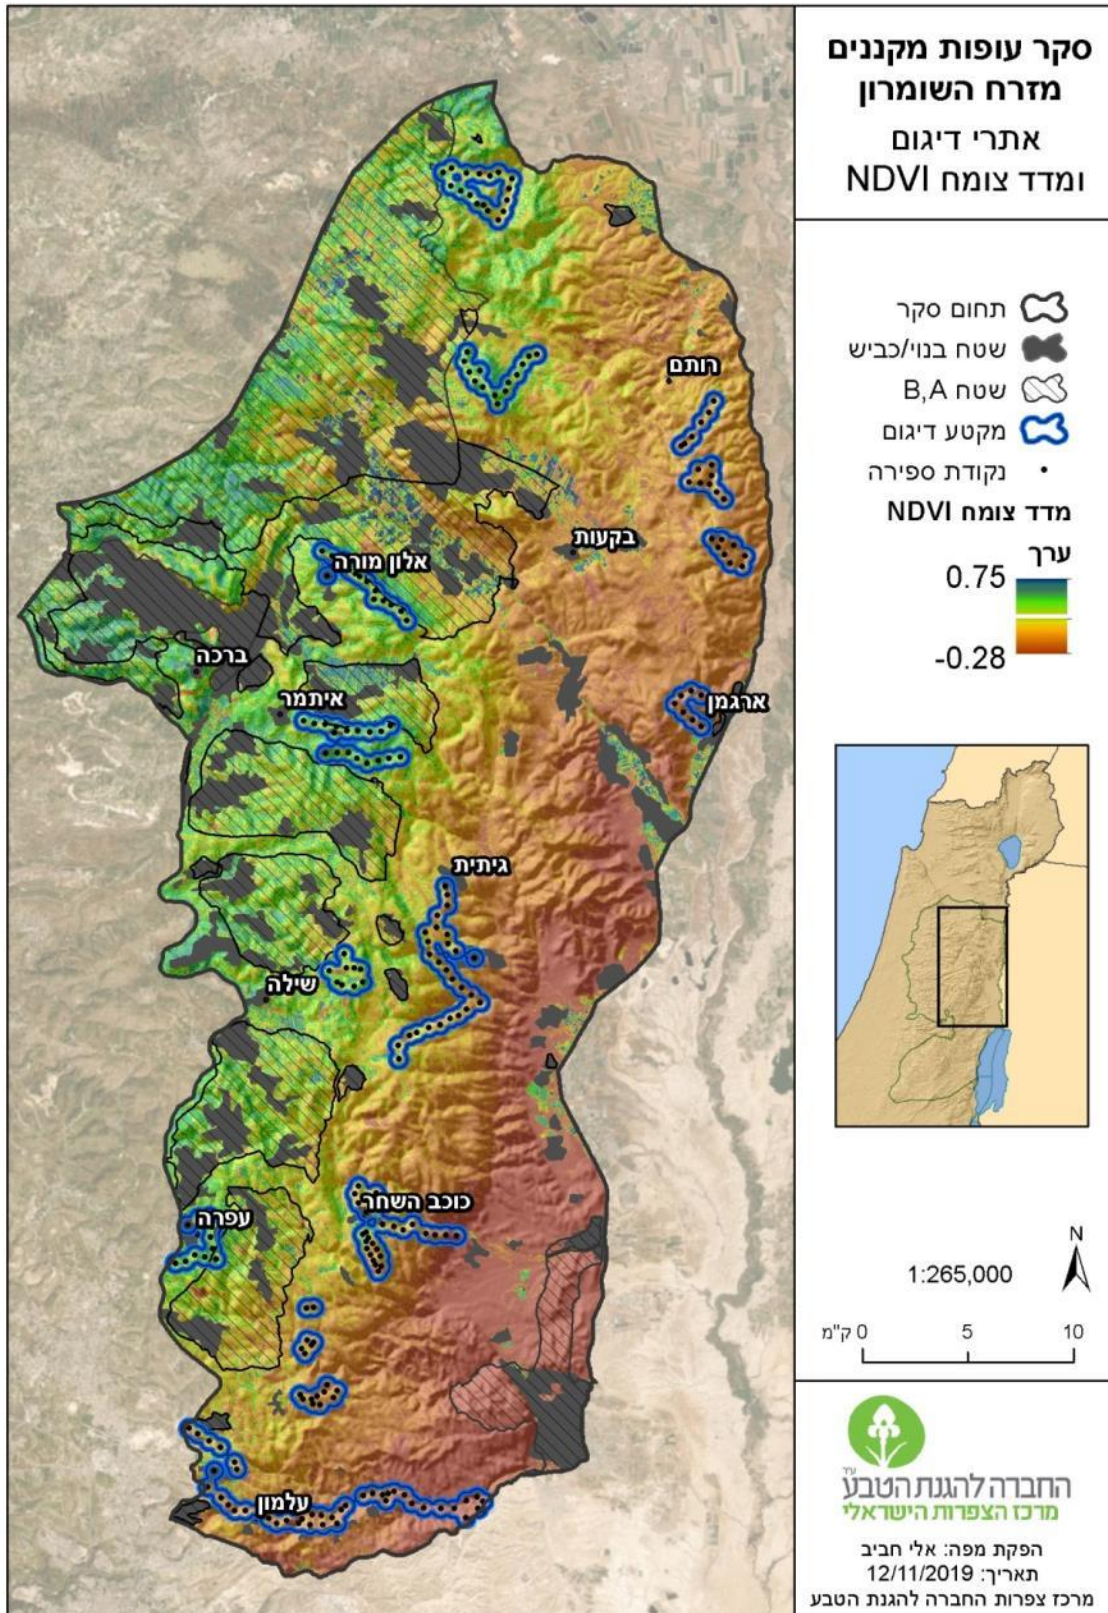 סקר עופות מקננים
מזרח השומרון
אתרי דיגום
ומדד צומח NDVI
תחום סקר
שטח בנוי/כביש
שטח B,A
מקטע דיגום
נקודת ספירה
מדד צומח NDVI
ערך
0.75
-0.28
רותם
בקעות
אלון מורה
ברכה
איתמר
ארגמן
גיתית
שילה
כוכב השחר
עפרה
עלמון
N
1:265,000
ק"מ 0 5 10
החברה להגנת הטבע
ע״ר
מרכז הצפרות הישראלי
הפקת מפה: אלי חביב
תאריך: 12/11/2019
מרכז צפרות החברה להגנת הטבע